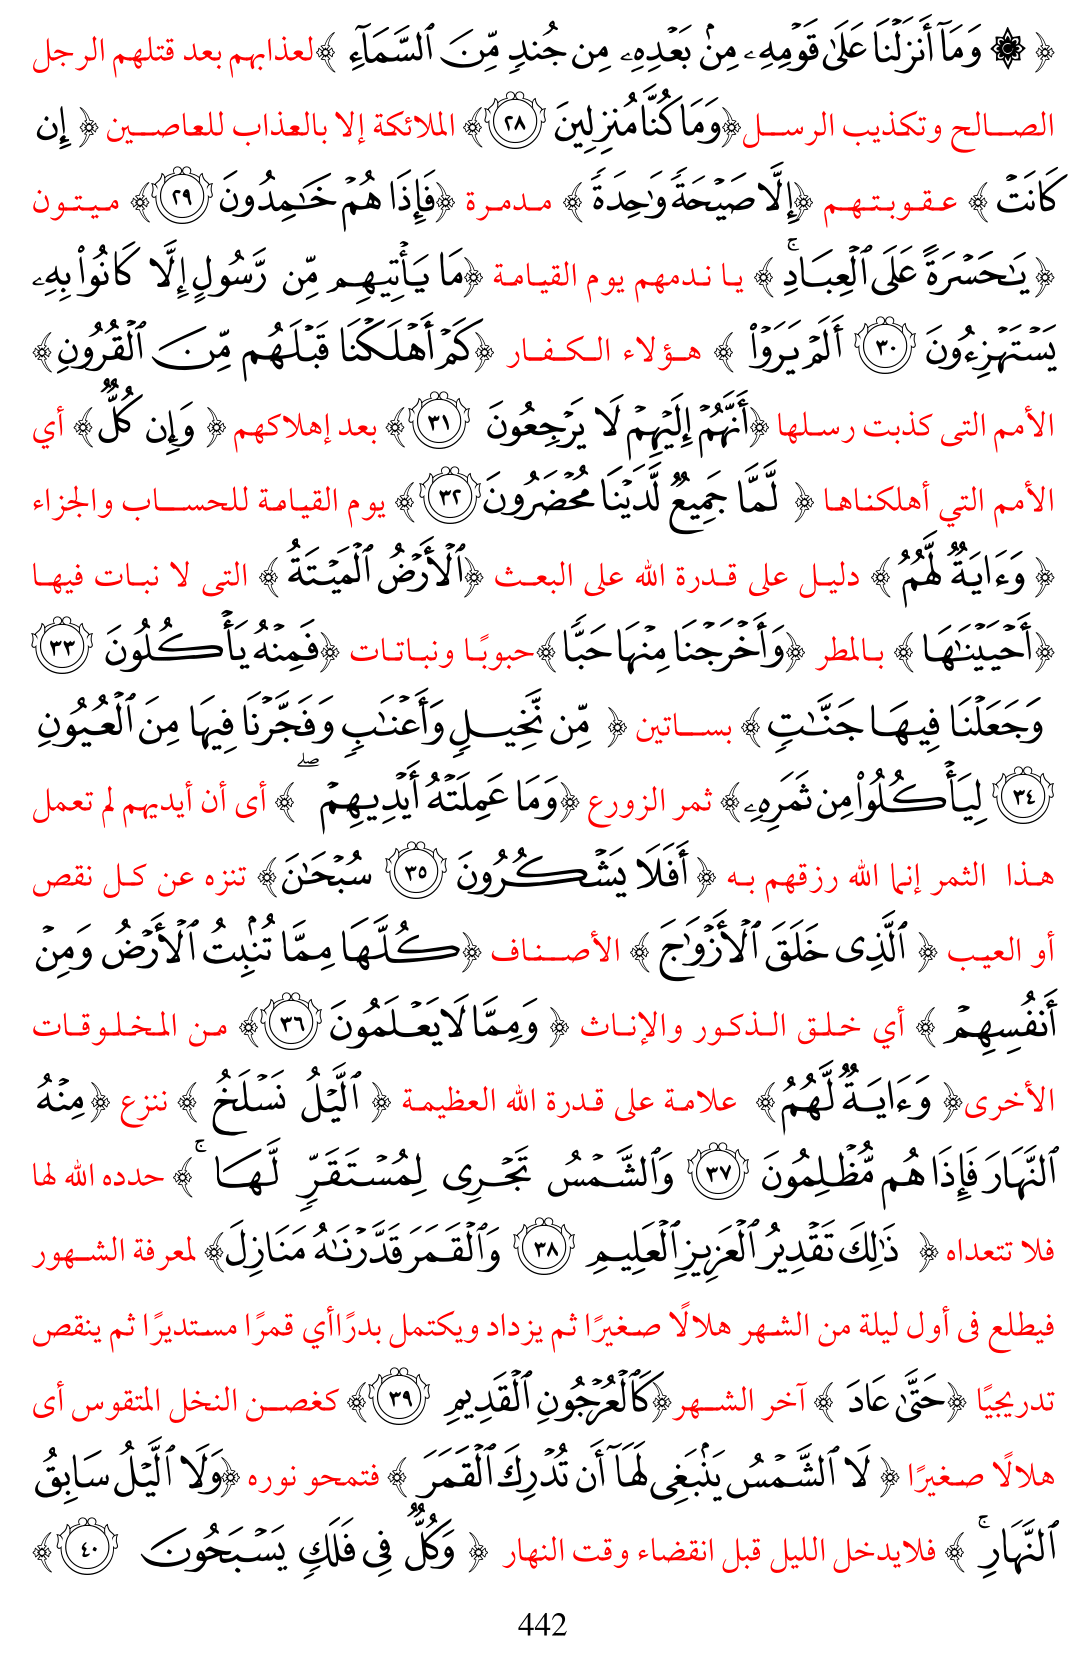 ﴿ ۞ وَمَآ أَنزَلۡنَا عَلَىٰ قَوۡمِهِۦ مِنۢ بَعۡدِهِۦ مِن جُندٖ مِّنَ ٱلسَّمَآءِ ﴾لعذابهم بعد قتلهم الرجل
الصالح وتكذيب الرسل﴿وَمَا كُنَّا مُنزِلِينَ ٢٨﴾ الملائكة إلا بالعذاب للعاصين ﴿ إِن
كَانَتۡ ﴾ عقوبتهم ﴿إِلَّا صَيۡحَةٗ وَٰحِدَةٗ ﴾ مدمرة ﴿فَإِذَا هُمۡ خَٰمِدُونَ ٢٩﴾ ميتون
﴿ يَٰحَسۡرَةً عَلَى ٱلۡعِبَادِۚ ﴾ يا ندمهم يوم القيامة ﴿مَا يَأۡتِيهِم مِّن رَّسُولٍ إِلَّا كَانُواْ بِهِۦ
يَسۡتَهۡزِءُونَ ٣٠ أَلَمۡ يَرَوۡاْ ﴾ هؤلاء الكفار ﴿كَمۡ أَهۡلَكۡنَا قَبۡلَهُم مِّنَ ٱلۡقُرُونِ﴾
الأمم التى كذبت رسلها ﴿أَنَّهُمۡ إِلَيۡهِمۡ لَا يَرۡجِعُونَ ٣١﴾ بعد إهلاكهم ﴿ وَإِن كُلّٞ﴾ أي
الأمم التي أهلكناها ﴿ لَّمَّا جَمِيعٞ لَّدَيۡنَا مُحۡضَرُونَ ٣٢﴾ يوم القيامة للحساب والجزاء
﴿ وَءَايَةٞ لَّهُمُ ﴾ دليل على قدرة الله على البعث ﴿ٱلۡأَرۡضُ ٱلۡمَيۡتَةُ ﴾ التى لا نبات فيها
﴿أَحۡيَيۡنَٰهَا ﴾ بالمطر ﴿وَأَخۡرَجۡنَا مِنۡهَا حَبّٗا﴾حبوبًا ونباتات ﴿فَمِنۡهُ يَأۡكُلُونَ ٣٣
وَجَعَلۡنَا فِيهَا جَنَّٰتٖ ﴾ بساتين ﴿ مِّن نَّخِيلٖ وَأَعۡنَٰبٖ وَفَجَّرۡنَا فِيهَا مِنَ ٱلۡعُيُونِ
٣٤ لِيَأۡكُلُواْ مِن ثَمَرِهِۦ﴾ ثمر الزورع ﴿وَمَا عَمِلَتۡهُ أَيۡدِيهِمۡۖ ﴾ أى أن أيديهم لم تعمل
هذا الثمر إنما الله رزقهم به ﴿ أَفَلَا يَشۡكُرُونَ ٣٥ سُبۡحَٰنَ﴾ تنزه عن كل نقص
أو العيب ﴿ ٱلَّذِى خَلَقَ ٱلۡأَزۡوَٰجَ ﴾ الأصناف ﴿كُلَّهَا مِمَّا تُنۢبِتُ ٱلۡأَرۡضُ وَمِنۡ
أَنفُسِهِمۡ ﴾ أي خلق الذكور والإناث ﴿ وَمِمَّا لَا يَعۡلَمُونَ ٣٦﴾ من المخلوقات
الأخرى﴿ وَءَايَةٞ لَّهُمُ﴾ علامة على قدرة الله العظيمة ﴿ ٱلَّيۡلُ نَسۡلَخُ ﴾ ننزع ﴿مِنۡهُ
ٱلنَّهَارَ فَإِذَا هُم مُّظۡلِمُونَ ٣٧ وَٱلشَّمۡسُ تَجۡرِى لِمُسۡتَقَرّٖ لَّهَاۚ ﴾ حدده الله لها
فلا تتعداه ﴿ ذَٰلِكَ تَقۡدِيرُ ٱلۡعَزِيزِ ٱلۡعَلِيمِ ٣٨ وَٱلۡقَمَرَ قَدَّرۡنَٰهُ مَنَازِلَ﴾ لمعرفة الشهور
فيطلع فى أول ليلة من الشهر هلالًا صغيرًا ثم يزداد ويكتمل بدرًاأي قمرًا مستديرًا ثم ينقص
تدريجيًا ﴿حَتَّىٰ عَادَ ﴾ آخر الشهر﴿كَٱلۡعُرۡجُونِ ٱلۡقَدِيمِ ٣٩﴾ كغصن النخل المتقوس أى
هلالًا صغيرًا ﴿ لَا ٱلشَّمۡسُ يَنۢبَغِى لَهَآ أَن تُدۡرِكَ ٱلۡقَمَرَ ﴾ فتمحو نوره ﴿وَلَا ٱلَّيۡلُ سَابِقُ
ٱلنَّهَارِۚ ﴾ فلايدخل الليل قبل انقضاء وقت النهار ﴿ وَكُلّٞ فِى فَلَكٖ يَسۡبَحُونَ ٤٠﴾
442